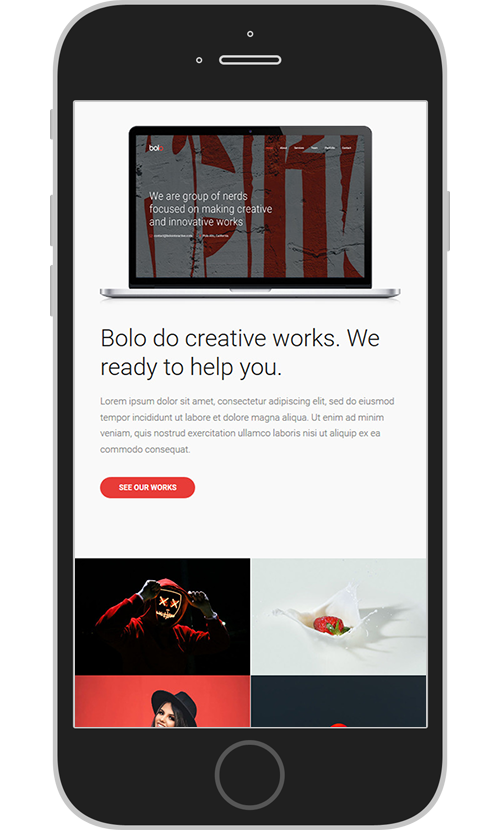 bolo
About Services Team Portfolio Contact
We are group of nerds
focused on making creative
and innovative works
Bolo do creative works. We
ready to help you.
Lorem ipsum dolor sit amet, consectetur adipiscing elit, sed do eiusmod
tempor incididunt ut labore et dolore magna aliqua. Ut enim ad minim
veniam, quis nostrud exercitation ullamco laboris nisi ut aliquip ex ea
commodo consequat.
SEE OUR WORKS